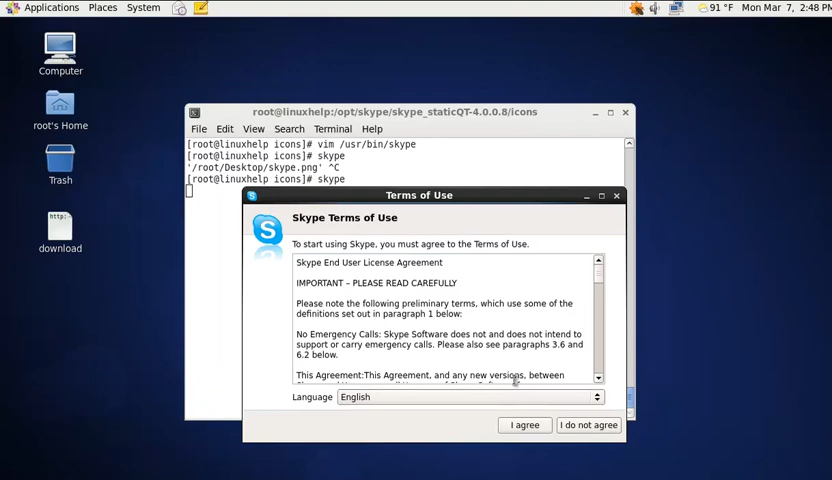 Applications Places System
91 °F Mon Mar 7, 2:48 PM
Computer
root's Home
Trash
http:-
download
root@linuxhelp:/opt/skype/skype_staticQT-4.0.0.8/icons
File Edit View Search Terminal Help
[root@linuxhelp icons]# vim /usr/bin/skype
[root@linuxhelp icons]# skype
'/root/Desktop/skype.png' ^C
[root@linuxhelp icons]# skype
Terms of Use
Skype Terms of Use
To start using Skype, you must agree to the Terms of Use.
Skype End User License Agreement
IMPORTANT – PLEASE READ CAREFULLY
Please note the following preliminary terms, which use some of the
definitions set out in paragraph 1 below:
No Emergency Calls: Skype Software does not and does not intend to
support or carry emergency calls. Please also see paragraphs 3.6 and
6.2 below.
This Agreement:This Agreement, and any new versions, between
Language English
I agree I do not agree